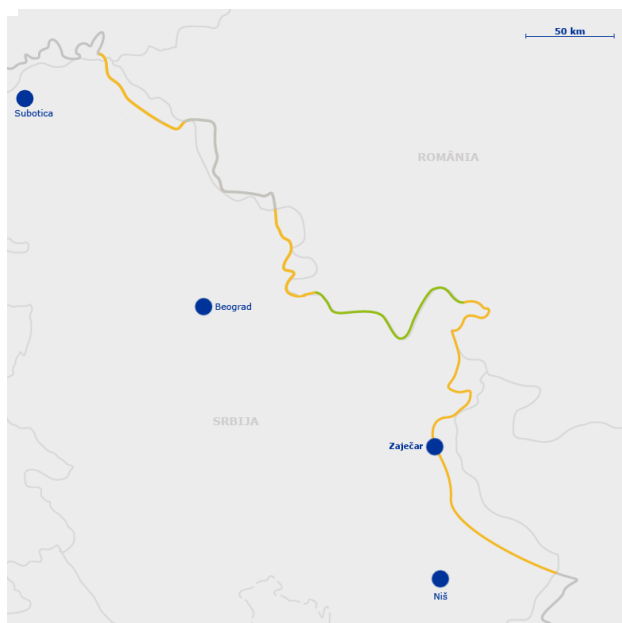 50 km
Subotica
ROMÂNIA
Beograd
SRBIJA
Zaječar
Niš